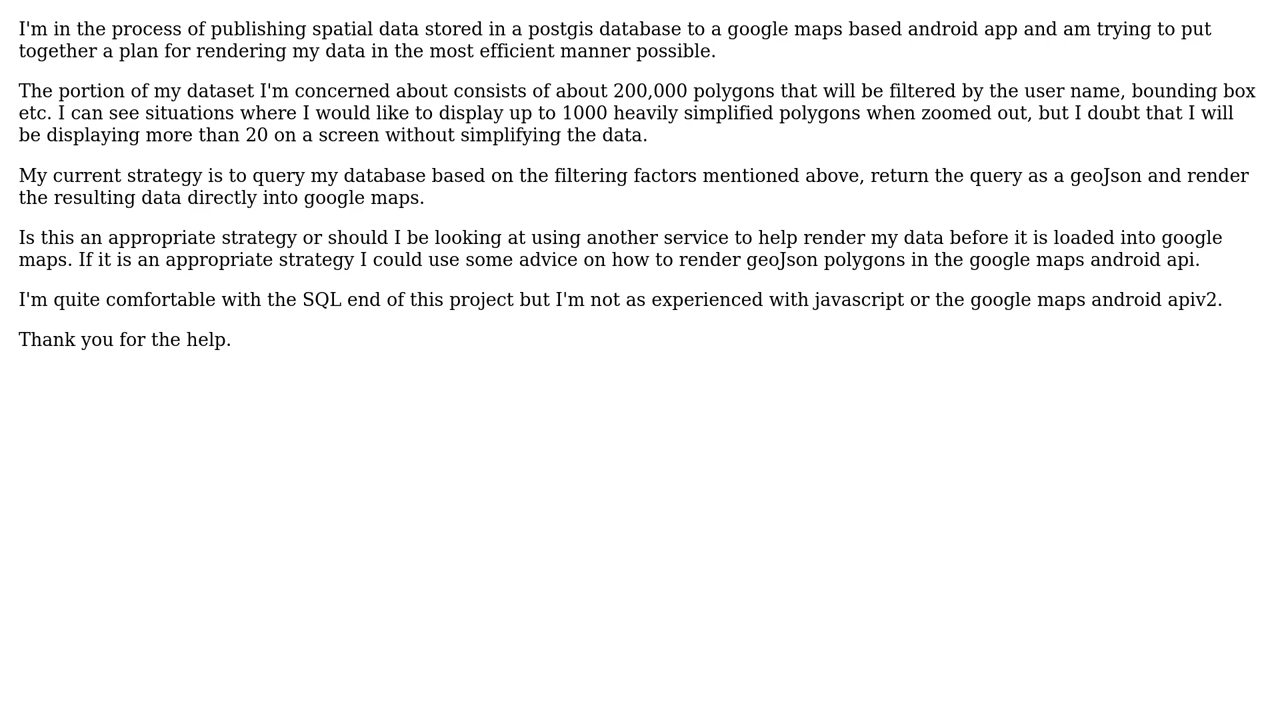 I'm in the process of publishing spatial data stored in a postgis database to a google maps based android app and am trying to put
together a plan for rendering my data in the most efficient manner possible.
The portion of my dataset I'm concerned about consists of about 200,000 polygons that will be filtered by the user name, bounding box
etc. I can see situations where I would like to display up to 1000 heavily simplified polygons when zoomed out, but I doubt that I will
be displaying more than 20 on a screen without simplifying the data.
My current strategy is to query my database based on the filtering factors mentioned above, return the query as a geoJson and render
the resulting data directly into google maps.
Is this an appropriate strategy or should I be looking at using another service to help render my data before it is loaded into google
maps. If it is an appropriate strategy I could use some advice on how to render geoJson polygons in the google maps android api.
I'm quite comfortable with the SQL end of this project but I'm not as experienced with javascript or the google maps android apiv2.
Thank you for the help.